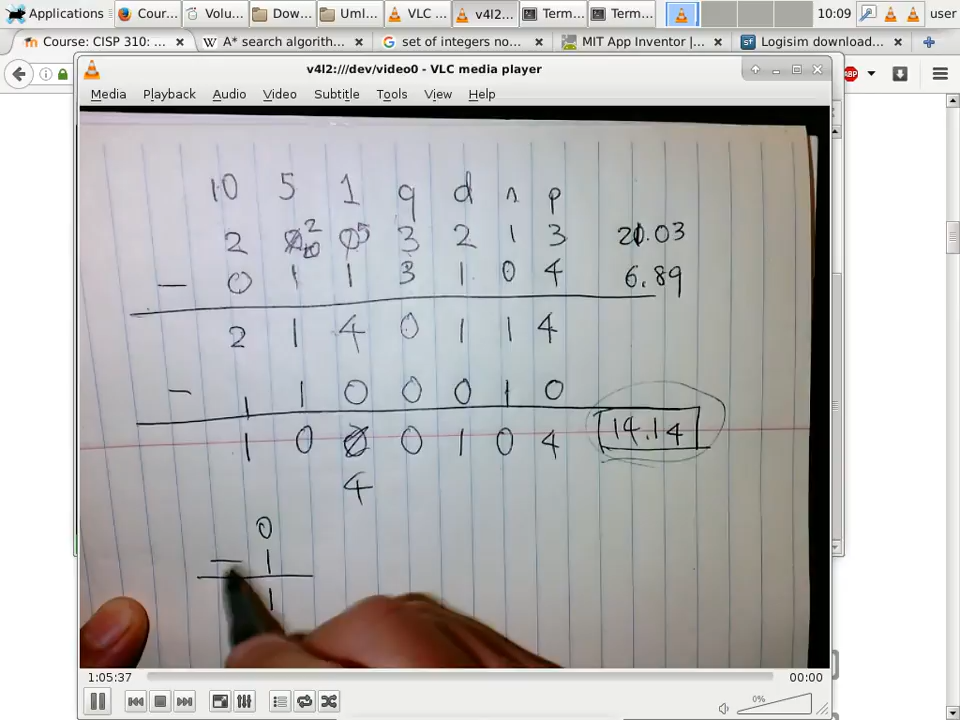 Applications Cour... Volu... Dow... Uml... VLC ... v4l2... Term... Term... 10:09 user
Course: CISP 310: ... A* search algorith... set of integers no... MIT App Inventor | ... Logisim download...
ABP
v4l2:///dev/video0 - VLC media player
Media Playback Audio Video Subtitle Tools View Help
10 5 1 q d n p
2 0 2 10 0 5 3 2 1 3 20.03
— 0 1 1 3 1 0 4 6.89
2 1 4 0 1 1 4
— 1 1 0 0 0 1 0
1 0 0 0 1 0 4 14.14
4
0
— 1
1
1:05:37 00:00
0%